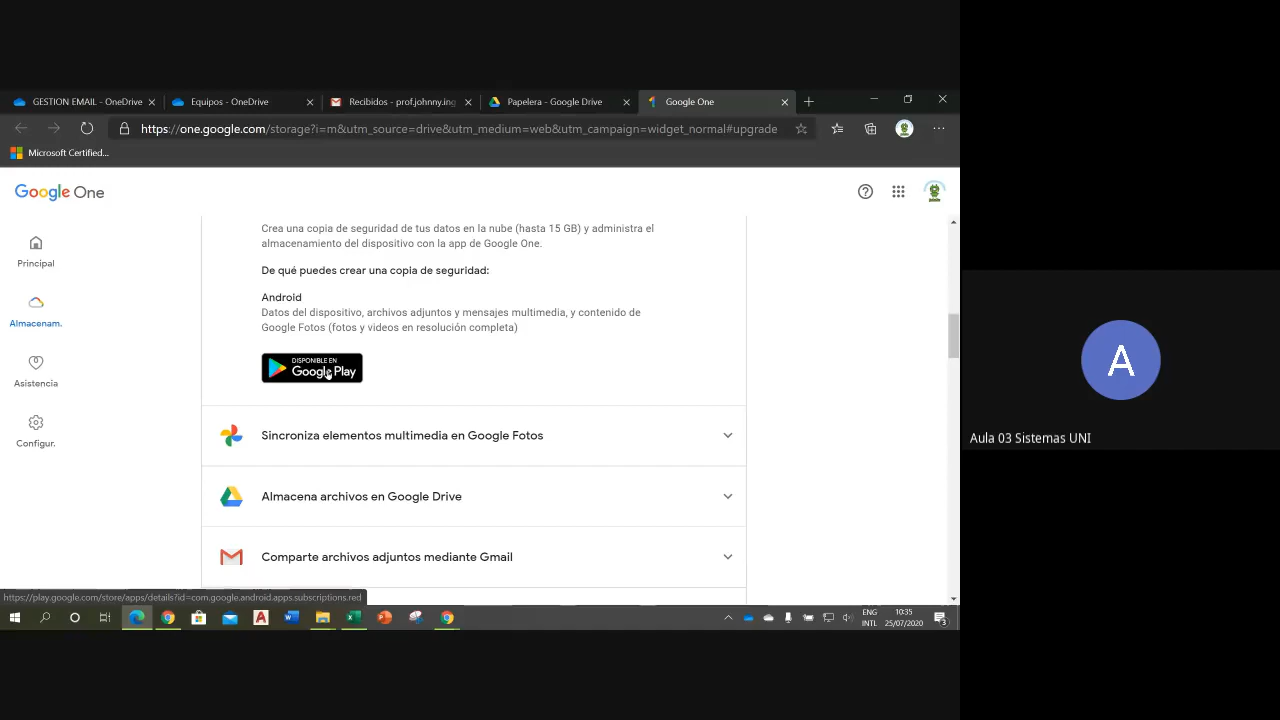 GESTION EMAIL - OneDrive
Equipos - OneDrive
Recibidos - prof.johnny.ing
Papelera - Google Drive
Google One
https://one.google.com/storage?i=m&utm_source=drive&utm_medium=web&utm_campaign=widget_normal#upgrade
Microsoft Certified...
Google One
Principal
Almacenam.
Asistencia
Configur.
Crea una copia de seguridad de tus datos en la nube (hasta 15 GB) y administra el
almacenamiento del dispositivo con la app de Google One.
De qué puedes crear una copia de seguridad:
Android
Datos del dispositivo, archivos adjuntos y mensajes multimedia, y contenido de
Google Fotos (fotos y videos en resolución completa)
DISPONIBLE EN
Google Play
Sincroniza elementos multimedia en Google Fotos
Almacena archivos en Google Drive
Comparte archivos adjuntos mediante Gmail
https://play.google.com/store/apps/details?id=com.google.android.apps.subscriptions.red
ENG
INTL
10:35
25/07/2020
3
A
Aula 03 Sistemas UNI